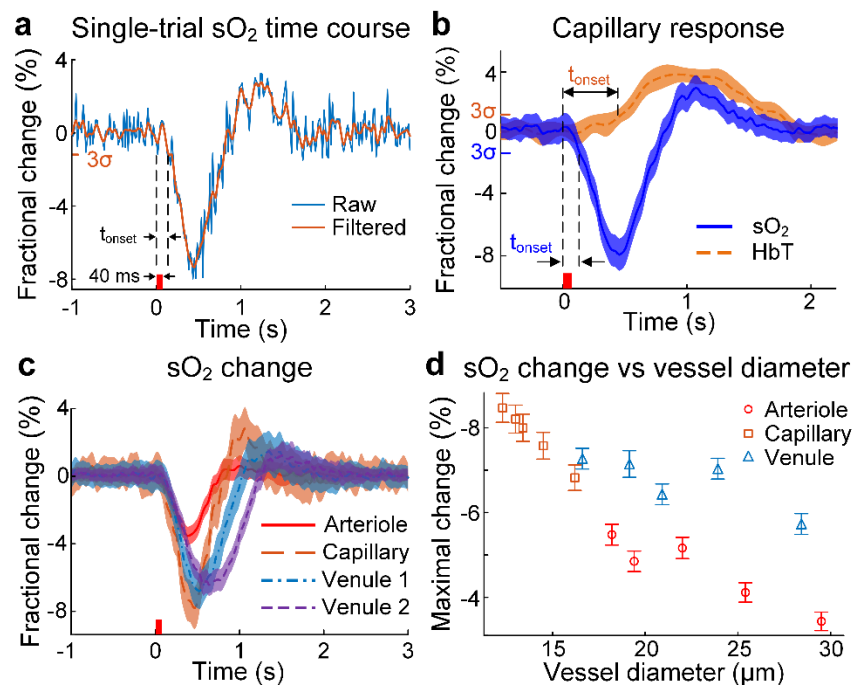 a Single-trial sO₂ time course
Fractional change (%)
4
0
3σ
-4
-8
t_onset
40 ms
Raw
Filtered
-1 0 1 2 3
Time (s)
b Capillary response
Fractional change (%)
4
3σ
0
3σ
-4
-8
t_onset
t_onset
sO₂
HbT
0 1 2
Time (s)
c sO₂ change
Fractional change (%)
4
0
-4
-8
Arteriole
Capillary
Venule 1
Venule 2
-1 0 1 2 3
Time (s)
d sO₂ change vs vessel diameter
Maximal change (%)
-8
-6
-4
Arteriole
Capillary
Venule
15 20 25 30
Vessel diameter (µm)